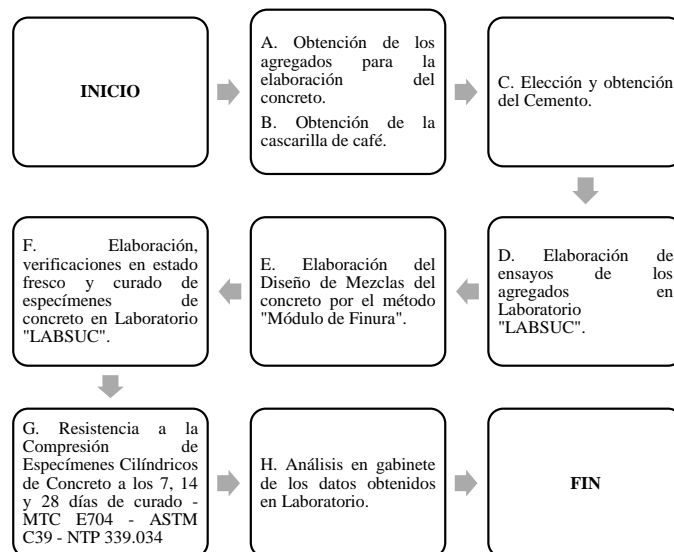 INICIO
A. Obtención de los
agregados para la
elaboración del
concreto.
B. Obtención de la
cascarilla de café.
C. Elección y obtención
del Cemento.
D. Elaboración de
ensayos de los
agregados en
Laboratorio
"LABSUC".
E. Elaboración del
Diseño de Mezclas del
concreto por el método
"Módulo de Finura".
F. Elaboración,
verificaciones en estado
fresco y curado de
especímenes de
concreto en Laboratorio
"LABSUC".
G. Resistencia a la
Compresión de
Especímenes Cilíndricos
de Concreto a los 7, 14
y 28 días de curado -
MTC E704 - ASTM
C39 - NTP 339.034
H. Análisis en gabinete
de los datos obtenidos
en Laboratorio.
FIN